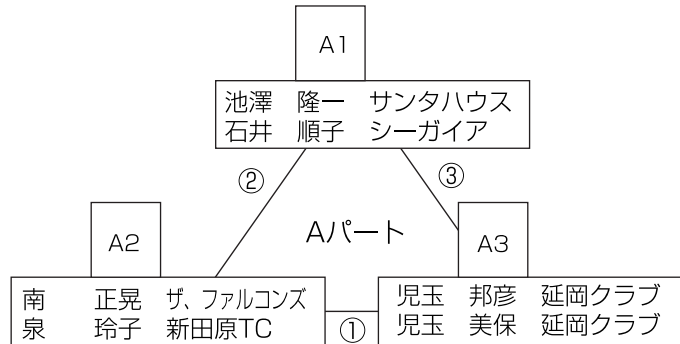 A1
池澤 隆一 サンタハウス
石井 順子 シーガイア
② ③
Aパート
A2 A3
南 正晃 ザ、ファルコンズ
泉 玲子 新田原TC
児玉 邦彦 延岡クラブ
児玉 美保 延岡クラブ
①